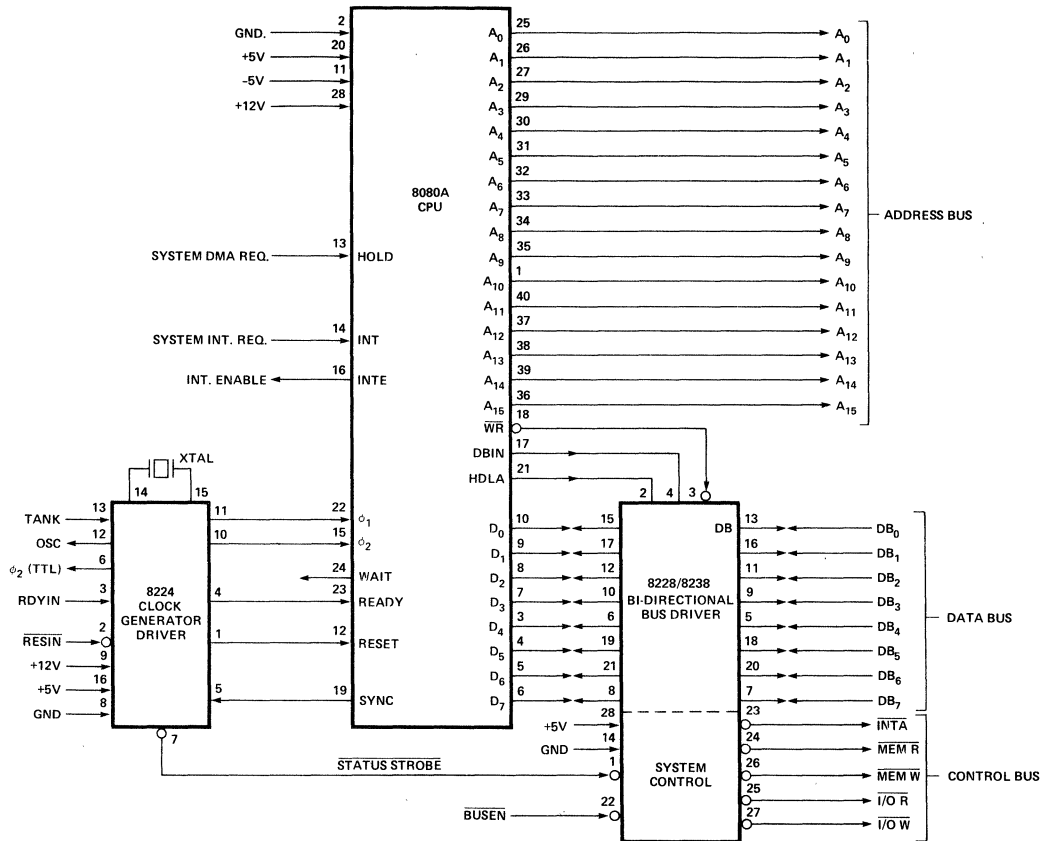 2
GND.
20
+5V
11
-5V
28
+12V
8080A
CPU
13
SYSTEM DMA REQ.
HOLD
14
SYSTEM INT. REQ.
INT
16
INT. ENABLE
INTE
A0 25 A0
A1 26 A1
A2 27 A2
A3 29 A3
A4 30 A4
A5 31 A5
A6 32 A6
A7 33 A7
A8 34 A8
A9 35 A9
A10 1 A10
A11 40 A11
A12 37 A12
A13 38 A13
A14 39 A14
A15 36 A15
ADDRESS BUS
W̅R̅ 18
DBIN 17
HDLA 21
2 4 3
XTAL
14 15
TANK 13
OSC 12
ϕ2 (TTL) 6
RDYIN 3
R̅E̅S̅I̅N̅ 2
+12V 9
+5V 16
GND 8
8224
CLOCK
GENERATOR
DRIVER
11 22 ϕ1
10 15 ϕ2
24 WAIT
4 23 READY
1 12 RESET
5 19 SYNC
7
S̅T̅A̅T̅U̅S̅ S̅T̅R̅O̅B̅E̅
1
D0 10 15 DB 13 DB0
D1 9 17 16 DB1
D2 8 12 11 DB2
D3 7 10 9 DB3
D4 3 6 5 DB4
D5 4 19 18 DB5
D6 5 21 20 DB6
D7 6 8 7 DB7
8228/8238
BI-DIRECTIONAL
BUS DRIVER
DATA BUS
+5V 28
GND 14
B̅U̅S̅E̅N̅ 22
SYSTEM
CONTROL
23 I̅N̅T̅A̅
24 M̅E̅M̅ R̅
26 M̅E̅M̅ W̅
25 I̅/̅O̅ R̅
27 I̅/̅O̅ W̅
CONTROL BUS